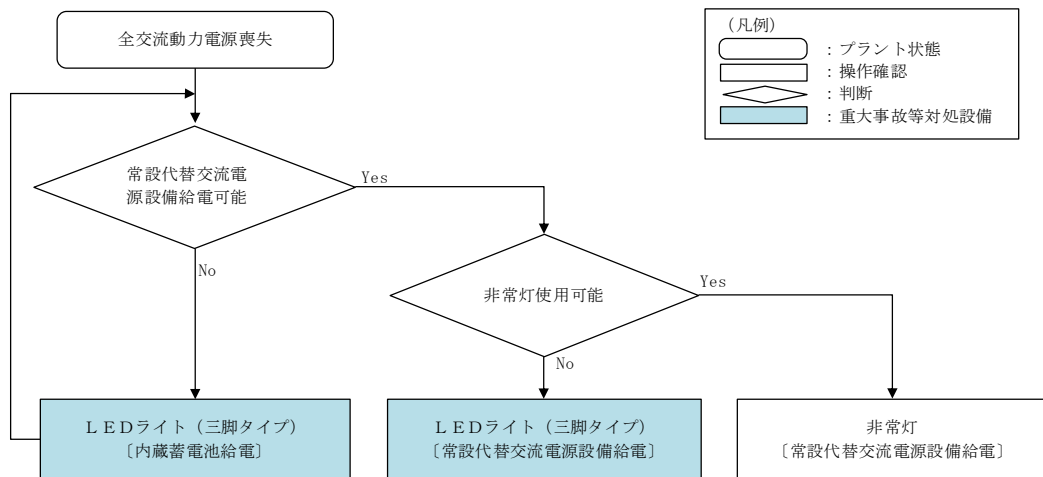 全交流動力電源喪失
（凡例）
：プラント状態
：操作確認
：判断
：重大事故等対処設備
常設代替交流電
源設備給電可能
Yes
No
非常灯使用可能
Yes
No
ＬＥＤライト（三脚タイプ）
〔内蔵蓄電池給電〕
ＬＥＤライト（三脚タイプ）
〔常設代替交流電源設備給電〕
非常灯
〔常設代替交流電源設備給電〕